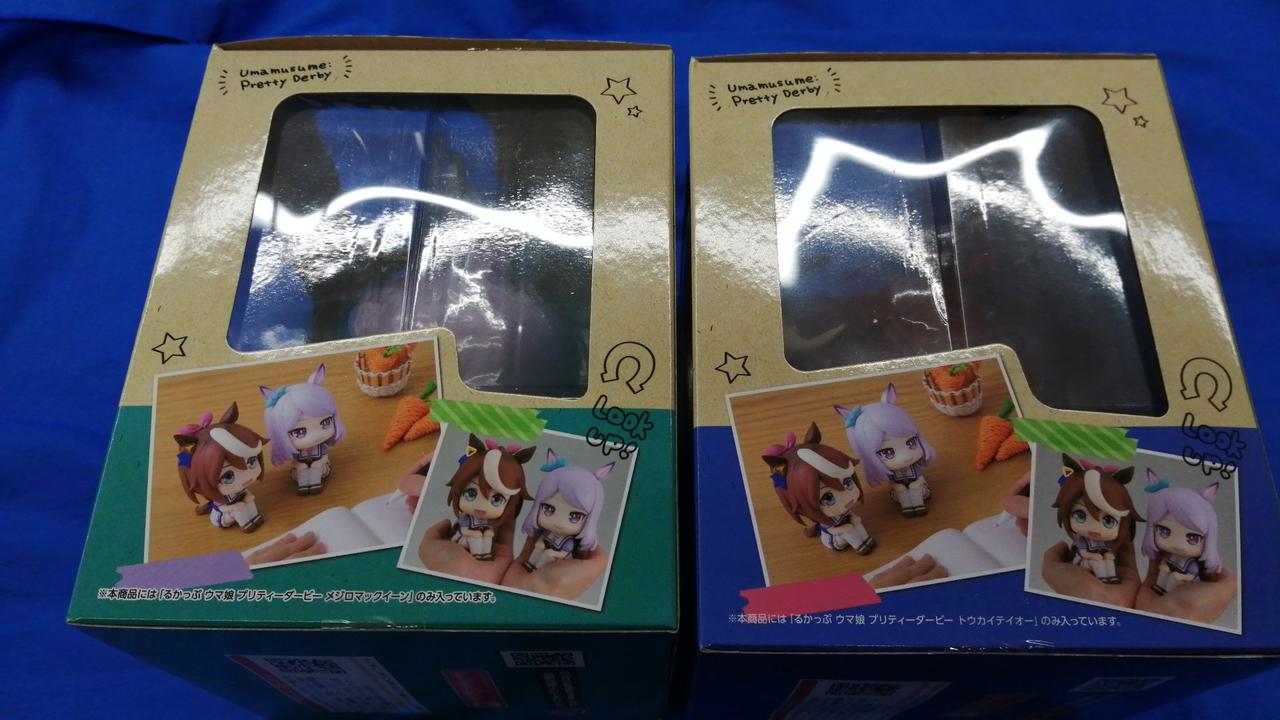 Umamusume:
Pretty Derby
Look
up!
※本商品には「るかっぷ ウマ娘 プリティーダービー メジロマックイーン」のみ入っています。
Umamusume:
Pretty Derby
Look
up!
※本商品には「るかっぷ ウマ娘 プリティーダービー トウカイテイオー」のみ入っています。